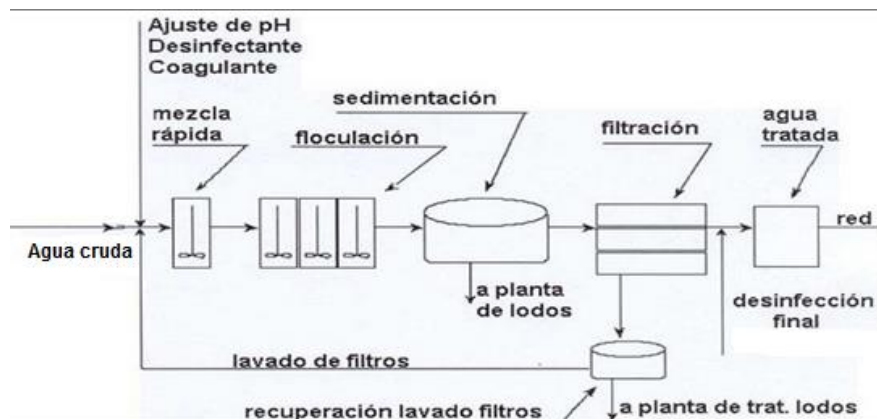 Ajuste de pH
Desinfectante
Coagulante
sedimentación
mezcla
rápida
floculación
filtración
agua
tratada
Agua cruda
red
a planta
de lodos
desinfección
final
lavado de filtros
recuperación lavado filtros
a planta de trat. lodos